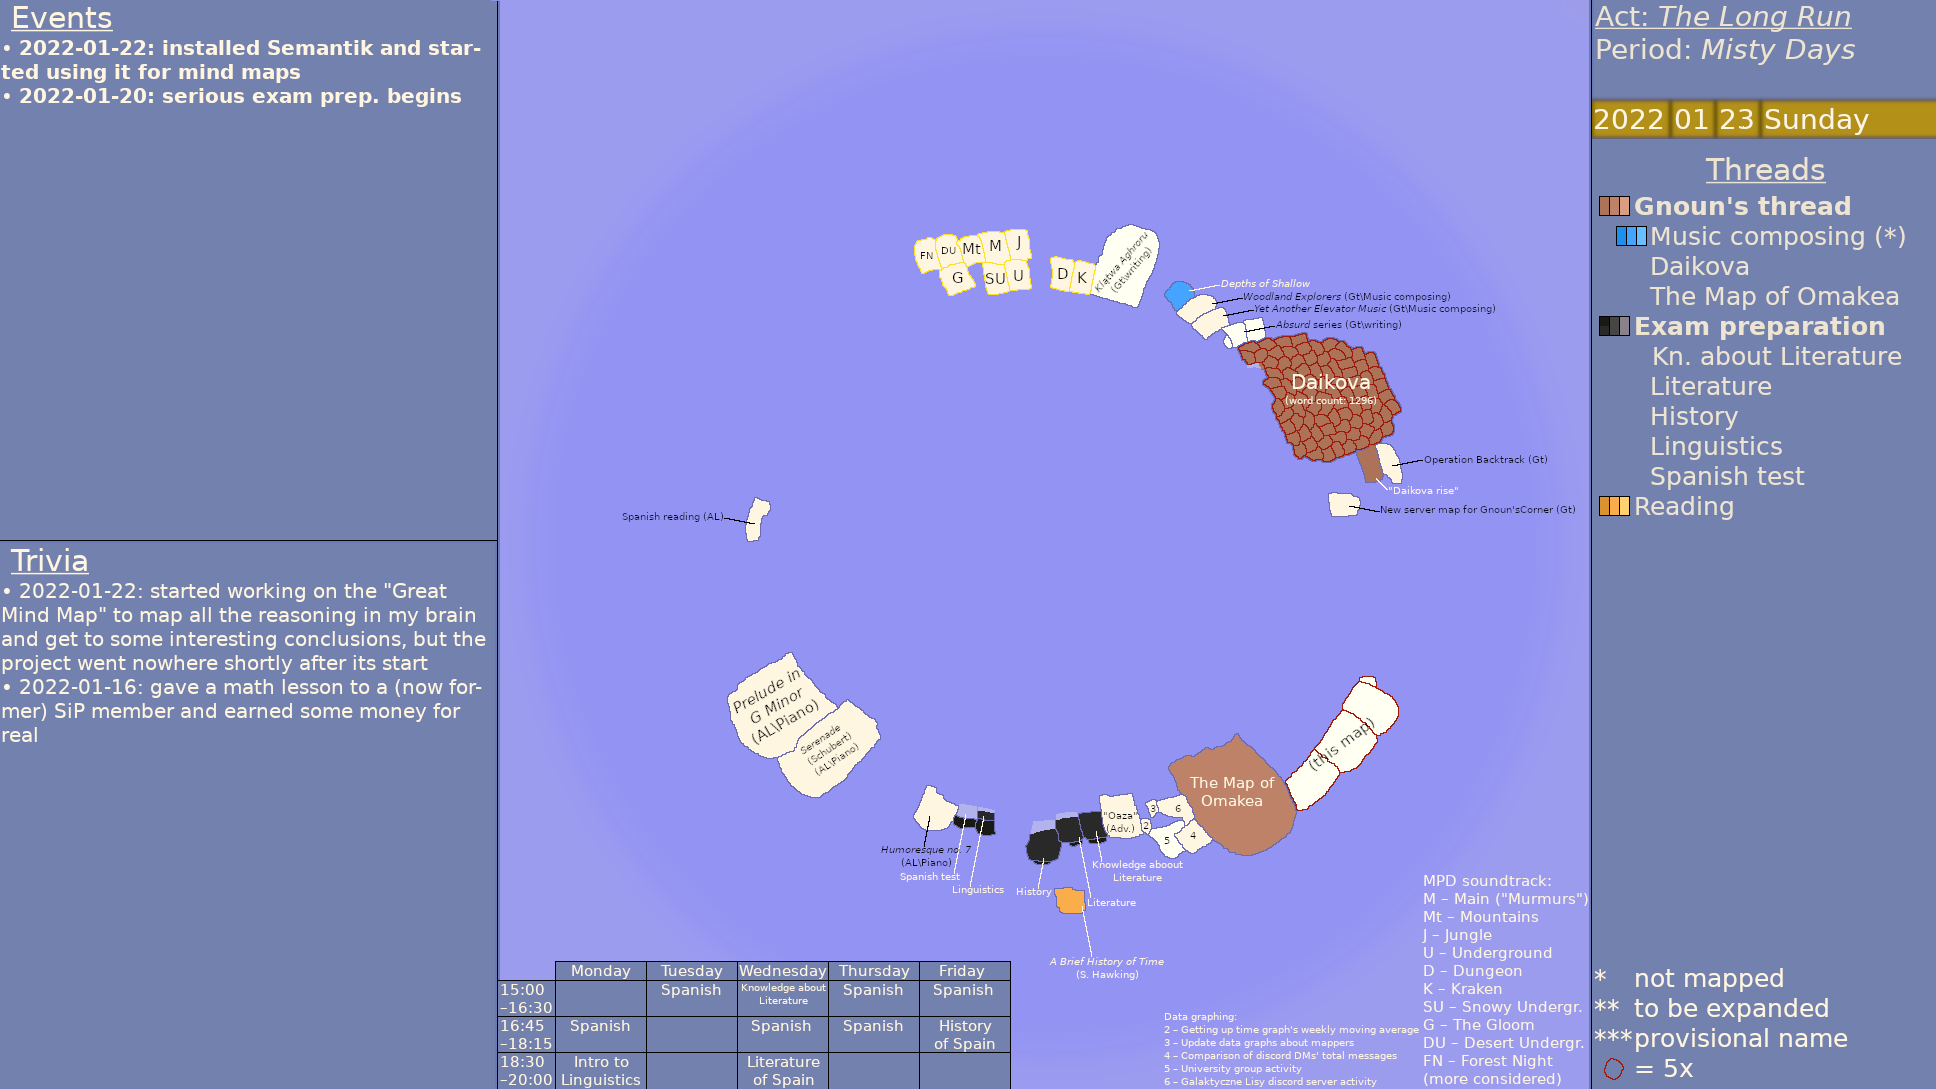 Events
• 2022-01-22: installed Semantik and star-
ted using it for mind maps
• 2022-01-20: serious exam prep. begins
Trivia
• 2022-01-22: started working on the "Great
Mind Map" to map all the reasoning in my brain
and get to some interesting conclusions, but the
project went nowhere shortly after its start
• 2022-01-16: gave a math lesson to a (now for-
mer) SiP member and earned some money for
real
FN
DU
Mt
M
J
G
SU
U
D
K
Klątwa Aghroru
(Gt\writing)
Depths of Shallow
Woodland Explorers (Gt\Music composing)
Yet Another Elevator Music (Gt\Music composing)
Absurd series (Gt\writing)
Daikova
(word count: 1296)
Operation Backtrack (Gt)
"Daikova rise"
New server map for Gnoun'sCorner (Gt)
Spanish reading (AL)
Prelude in
G Minor
(AL\Piano)
Serenade
(Schubert)
(AL\Piano)
Humoresque no. 7
(AL\Piano)
Spanish test
Linguistics
History
Literature
Knowledge aboout
Literature
"Oaza"
(Adv.)
2
3
6
5
4
The Map of
Omakea
(this map)
A Brief History of Time
(S. Hawking)
Monday Tuesday Wednesday Thursday Friday
15:00
–16:30
Spanish
Knowledge about
Literature
Spanish
Spanish
16:45
–18:15
Spanish
Spanish
Spanish
History
of Spain
18:30
–20:00
Intro to
Linguistics
Literature
of Spain
Data graphing:
2 – Getting up time graph's weekly moving average
3 – Update data graphs about mappers
4 – Comparison of discord DMs' total messages
5 – University group activity
6 – Galaktyczne Lisy discord server activity
MPD soundtrack:
M – Main ("Murmurs")
Mt – Mountains
J – Jungle
U – Underground
D – Dungeon
K – Kraken
SU – Snowy Undergr.
G – The Gloom
DU – Desert Undergr.
FN – Forest Night
(more considered)
Act: The Long Run
Period: Misty Days
2022 01 23 Sunday
Threads
Gnoun's thread
Music composing (*)
Daikova
The Map of Omakea
Exam preparation
Kn. about Literature
Literature
History
Linguistics
Spanish test
Reading
* not mapped
** to be expanded
*** provisional name
= 5x